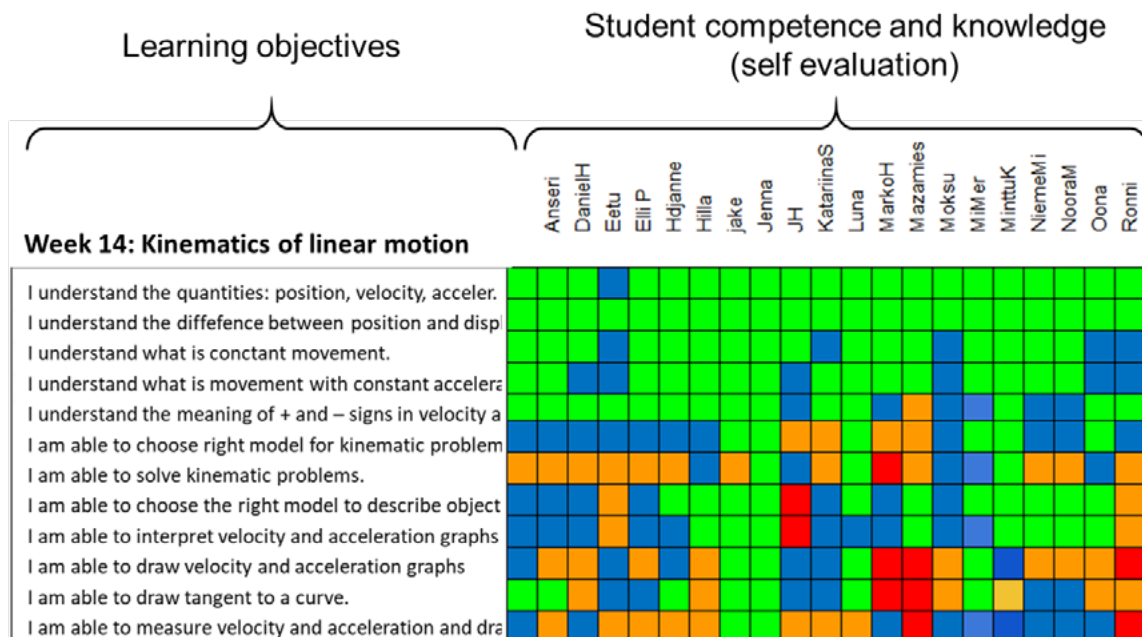 Learning objectives
Student competence and knowledge
(self evaluation)
Anseri
DanielH
Eetu
Elli P
Hdjanne
Hilla
jake
Jenna
JH
KatariinaS
Luna
MarkoH
Mazamies
Moksu
MiMer
MinttuK
NiemeMi
NooraM
Oona
Ronni
Week 14: Kinematics of linear motion
I understand the quantities: position, velocity, acceler.
I understand the diffefence between position and displ
I understand what is conctant movement.
I understand what is movement with constant accelera
I understand the meaning of + and – signs in velocity a
I am able to choose right model for kinematic problem
I am able to solve kinematic problems.
I am able to choose the right model to describe object
I am able to interpret velocity and acceleration graphs
I am able to draw velocity and acceleration graphs
I am able to draw tangent to a curve.
I am able to measure velocity and acceleration and dra